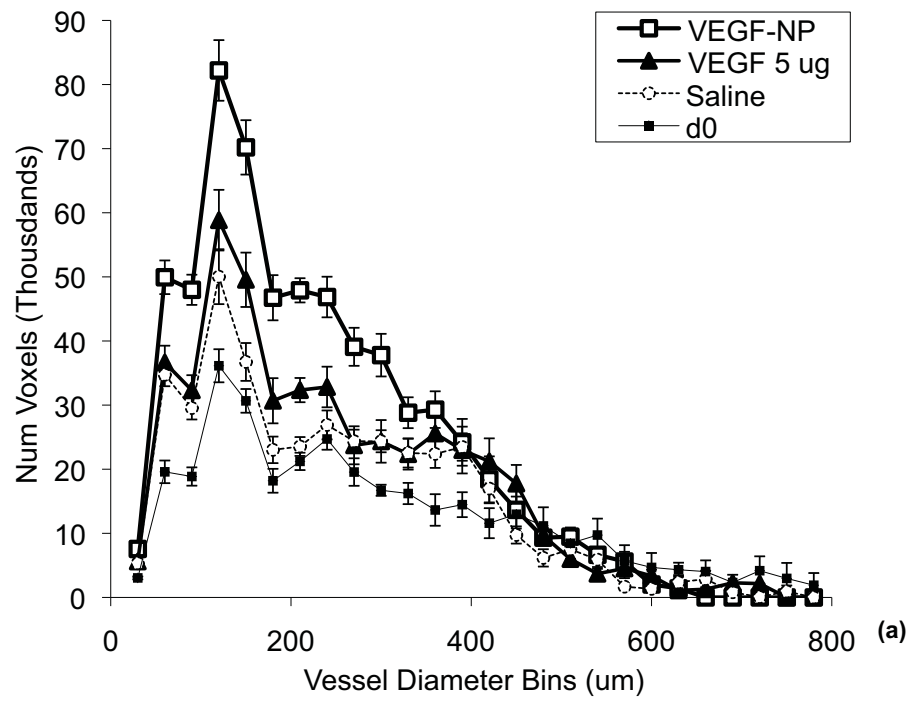 90
80
70
60
50
40
30
20
10
0
Num Voxels (Thousdands)
VEGF-NP
VEGF 5 ug
Saline
d0
0 200 400 600 800
(a)
Vessel Diameter Bins (um)